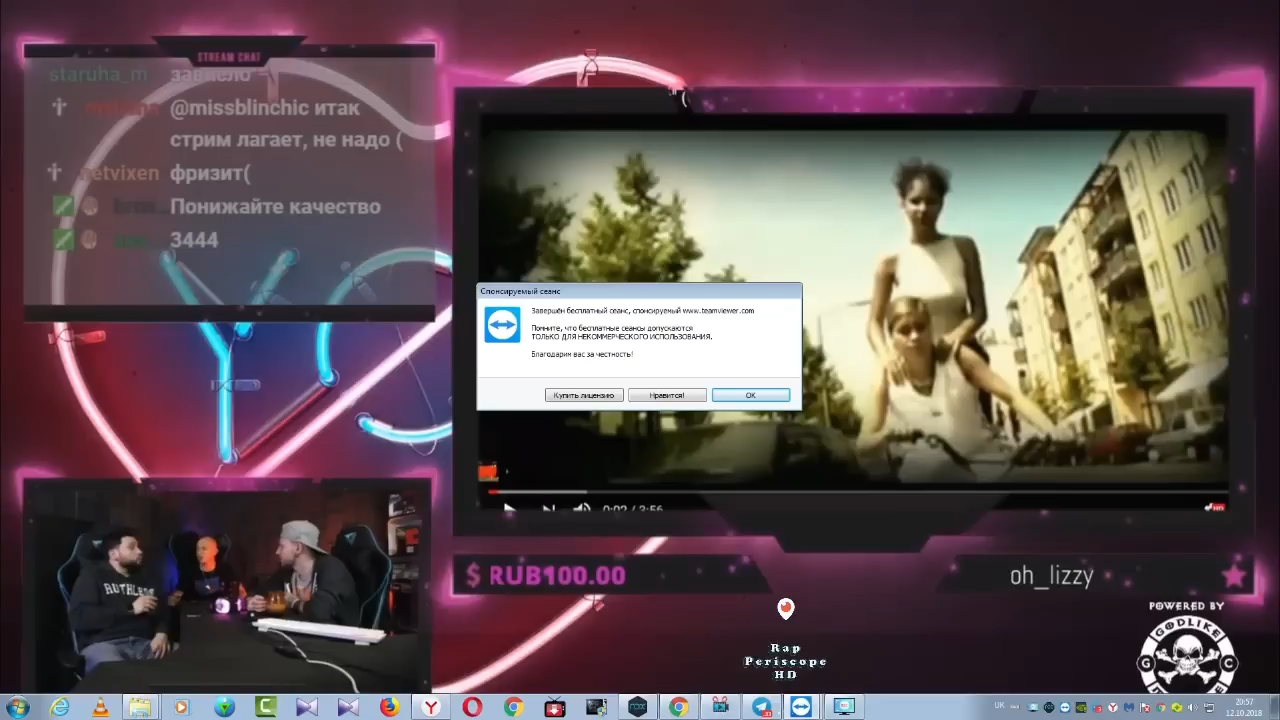 STREAM CHAT
staruha_m зависло
@missblinchic итак
стрим лагает, не надо (
netvixen фризит(
Понижайте качество
3444
Спонсируемый сеанс
Завершён бесплатный сеанс, спонсируемый www.teamviewer.com
Помните, что бесплатные сеансы допускаются
ТОЛЬКО ДЛЯ НЕКОММЕРЧЕСКОГО ИСПОЛЬЗОВАНИЯ.
Благодарим вас за честность!
Купить лицензию
Нравится!
OK
0:02 / 3:56
HD
$ RUB100.00
oh_lizzy
RUTHLESS
POWERED BY
GODLIKE
G C
Rap
Periscope
HD
UK
20:57
12.10.2018